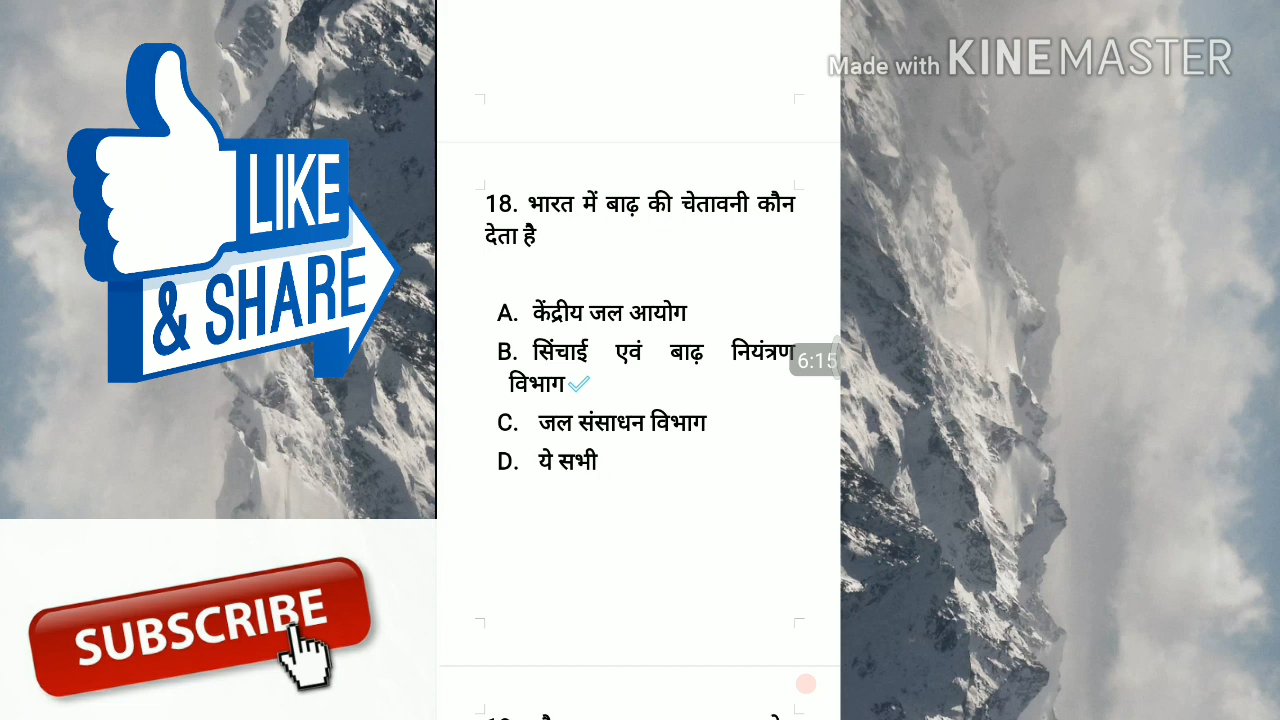 LIKE
& SHARE
SUBSCRIBE
Made with KINEMASTER
18. भारत में बाढ़ की चेतावनी कौन
देता है
A. केंद्रीय जल आयोग
B. सिंचाई एवं बाढ़ नियंत्रण
विभाग
C. जल संसाधन विभाग
D. ये सभी
6:15